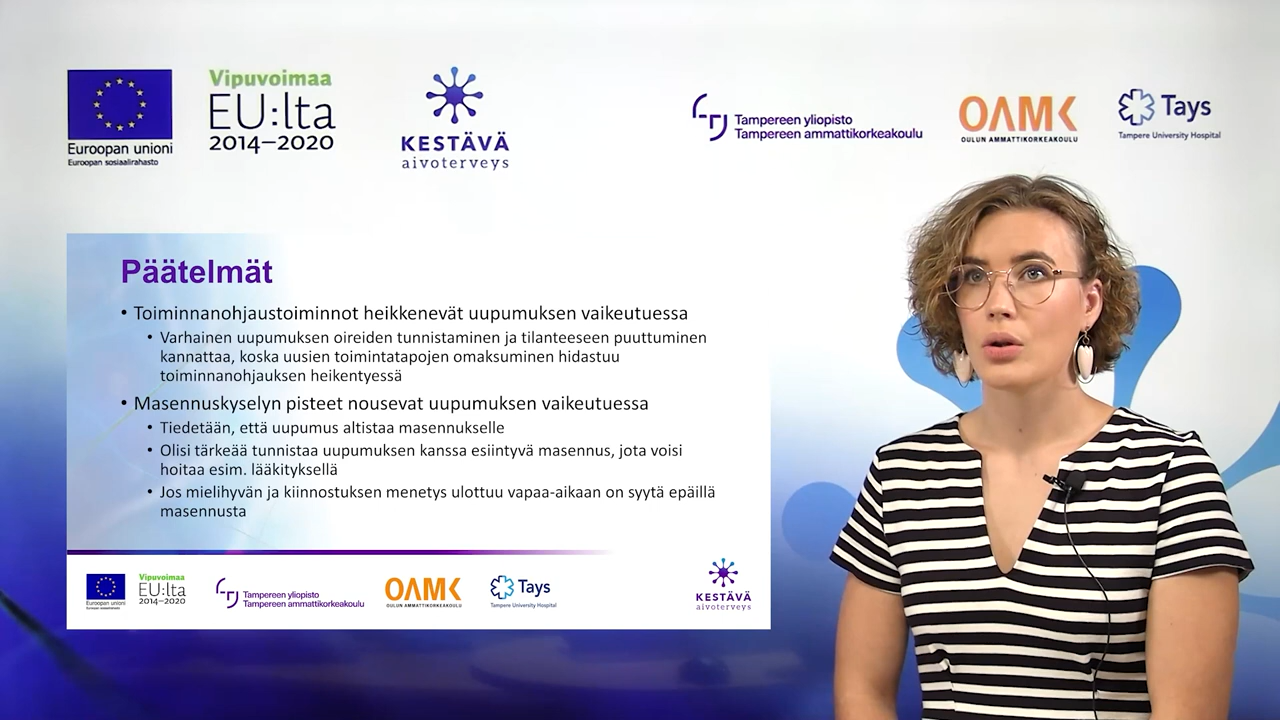 Euroopan unioni
Euroopan sosiaalirahasto
Vipuvoimaa
EU:lta
2014–2020
KESTÄVÄ
aivoterveys
Tampereen yliopisto
Tampereen ammattikorkeakoulu
OAMK
OULUN AMMATTIKORKEAKOULU
Tays
Tampere University Hospital
Päätelmät
• Toiminnanohjaustoiminnot heikkenevät uupumuksen vaikeutuessa
• Varhainen uupumuksen oireiden tunnistaminen ja tilanteeseen puuttuminen
kannattaa, koska uusien toimintatapojen omaksuminen hidastuu
toiminnanohjauksen heikentyessä
• Masennuskyselyn pisteet nousevat uupumuksen vaikeutuessa
• Tiedetään, että uupumus altistaa masennukselle
• Olisi tärkeää tunnistaa uupumuksen kanssa esiintyvä masennus, jota voisi
hoitaa esim. lääkityksellä
• Jos mielihyvän ja kiinnostuksen menetys ulottuu vapaa-aikaan on syytä epäillä
masennusta
Euroopan unioni
Euroopan sosiaalirahasto
Vipuvoimaa
EU:lta
2014–2020
Tampereen yliopisto
Tampereen ammattikorkeakoulu
OAMK
OULUN AMMATTIKORKEAKOULU
Tays
Tampere University Hospital
KESTÄVÄ
aivoterveys